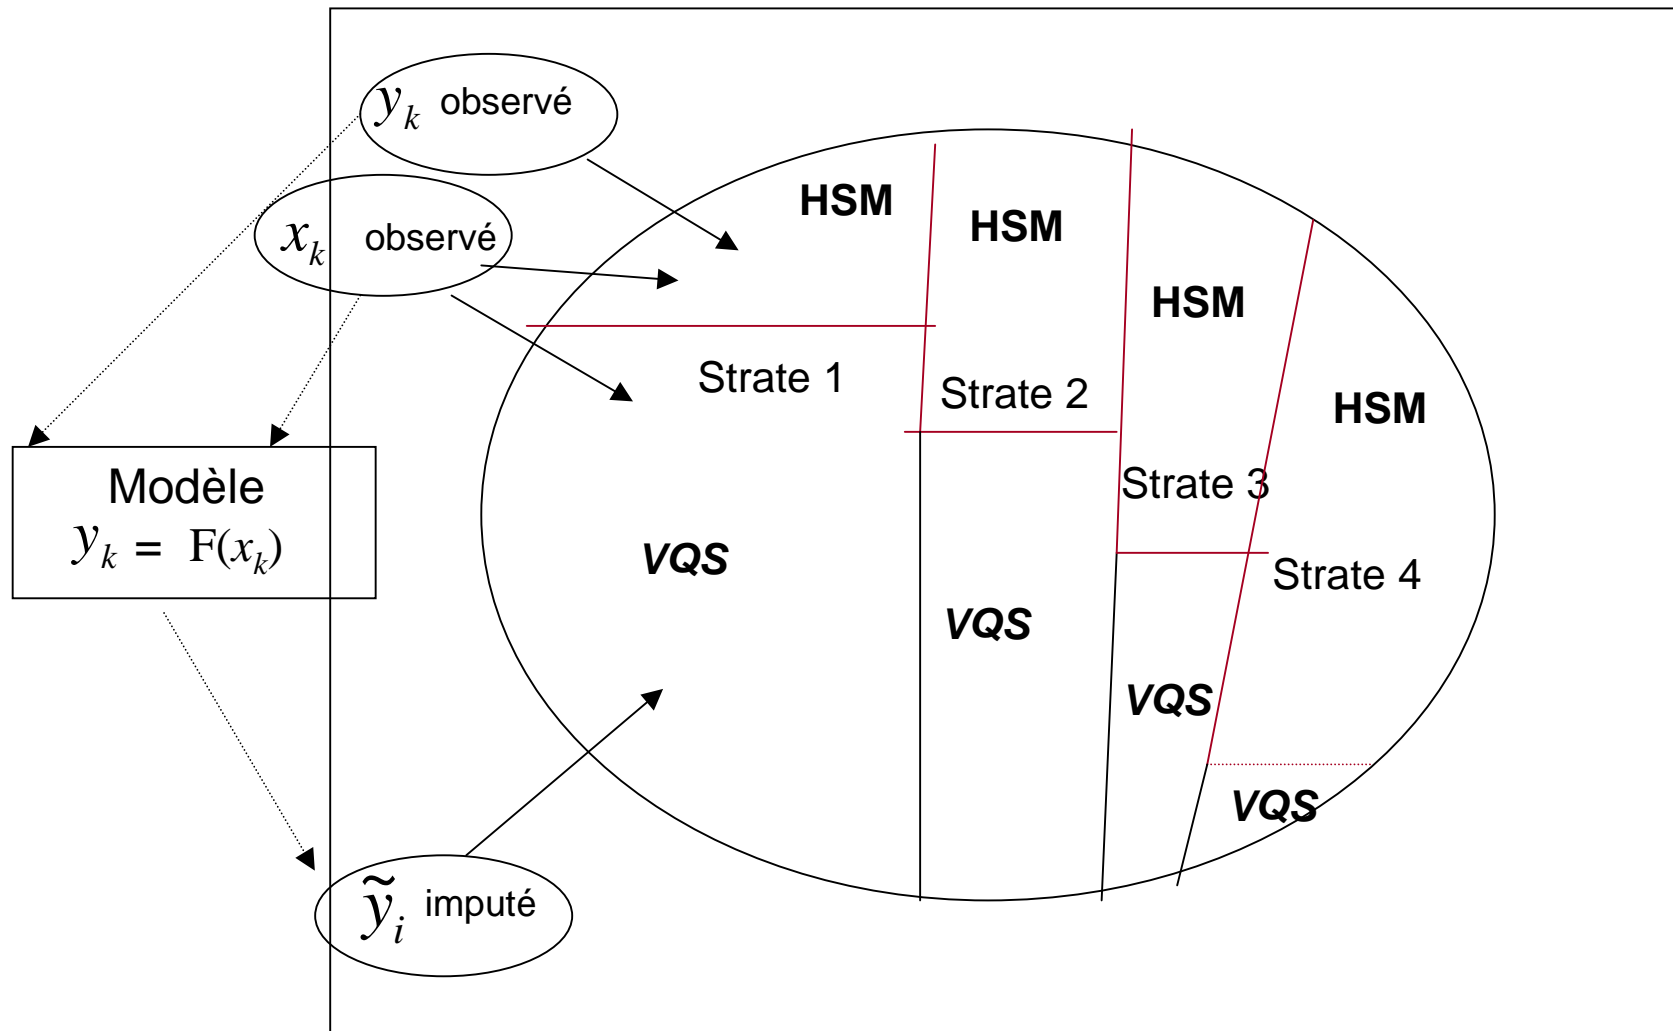 y_k observé
x_k observé
HSM
HSM
HSM
HSM
Strate 1
Strate 2
Strate 3
Strate 4
Modèle
y_k = F(x_k)
VQS
VQS
VQS
VQS
ỹ_i imputé